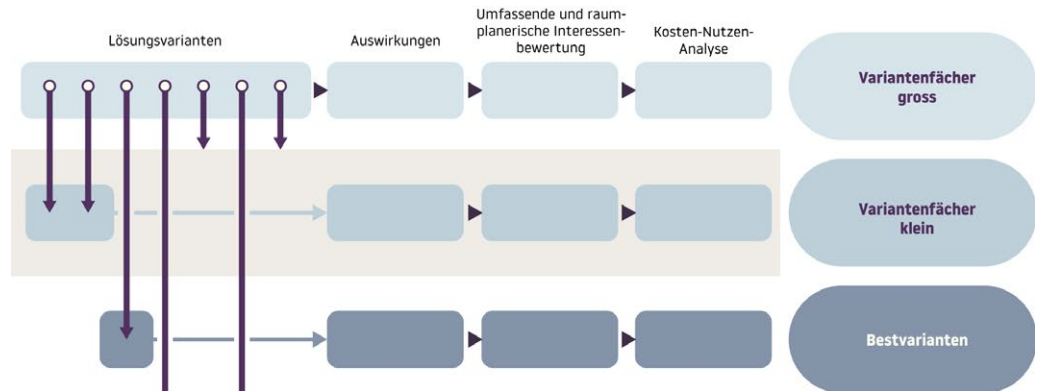 Lösungsvarianten
Auswirkungen
Umfassende und raum-
planerische Interessen-
bewertung
Kosten-Nutzen-
Analyse
Variantenfächer
gross
Variantenfächer
klein
Bestvarianten